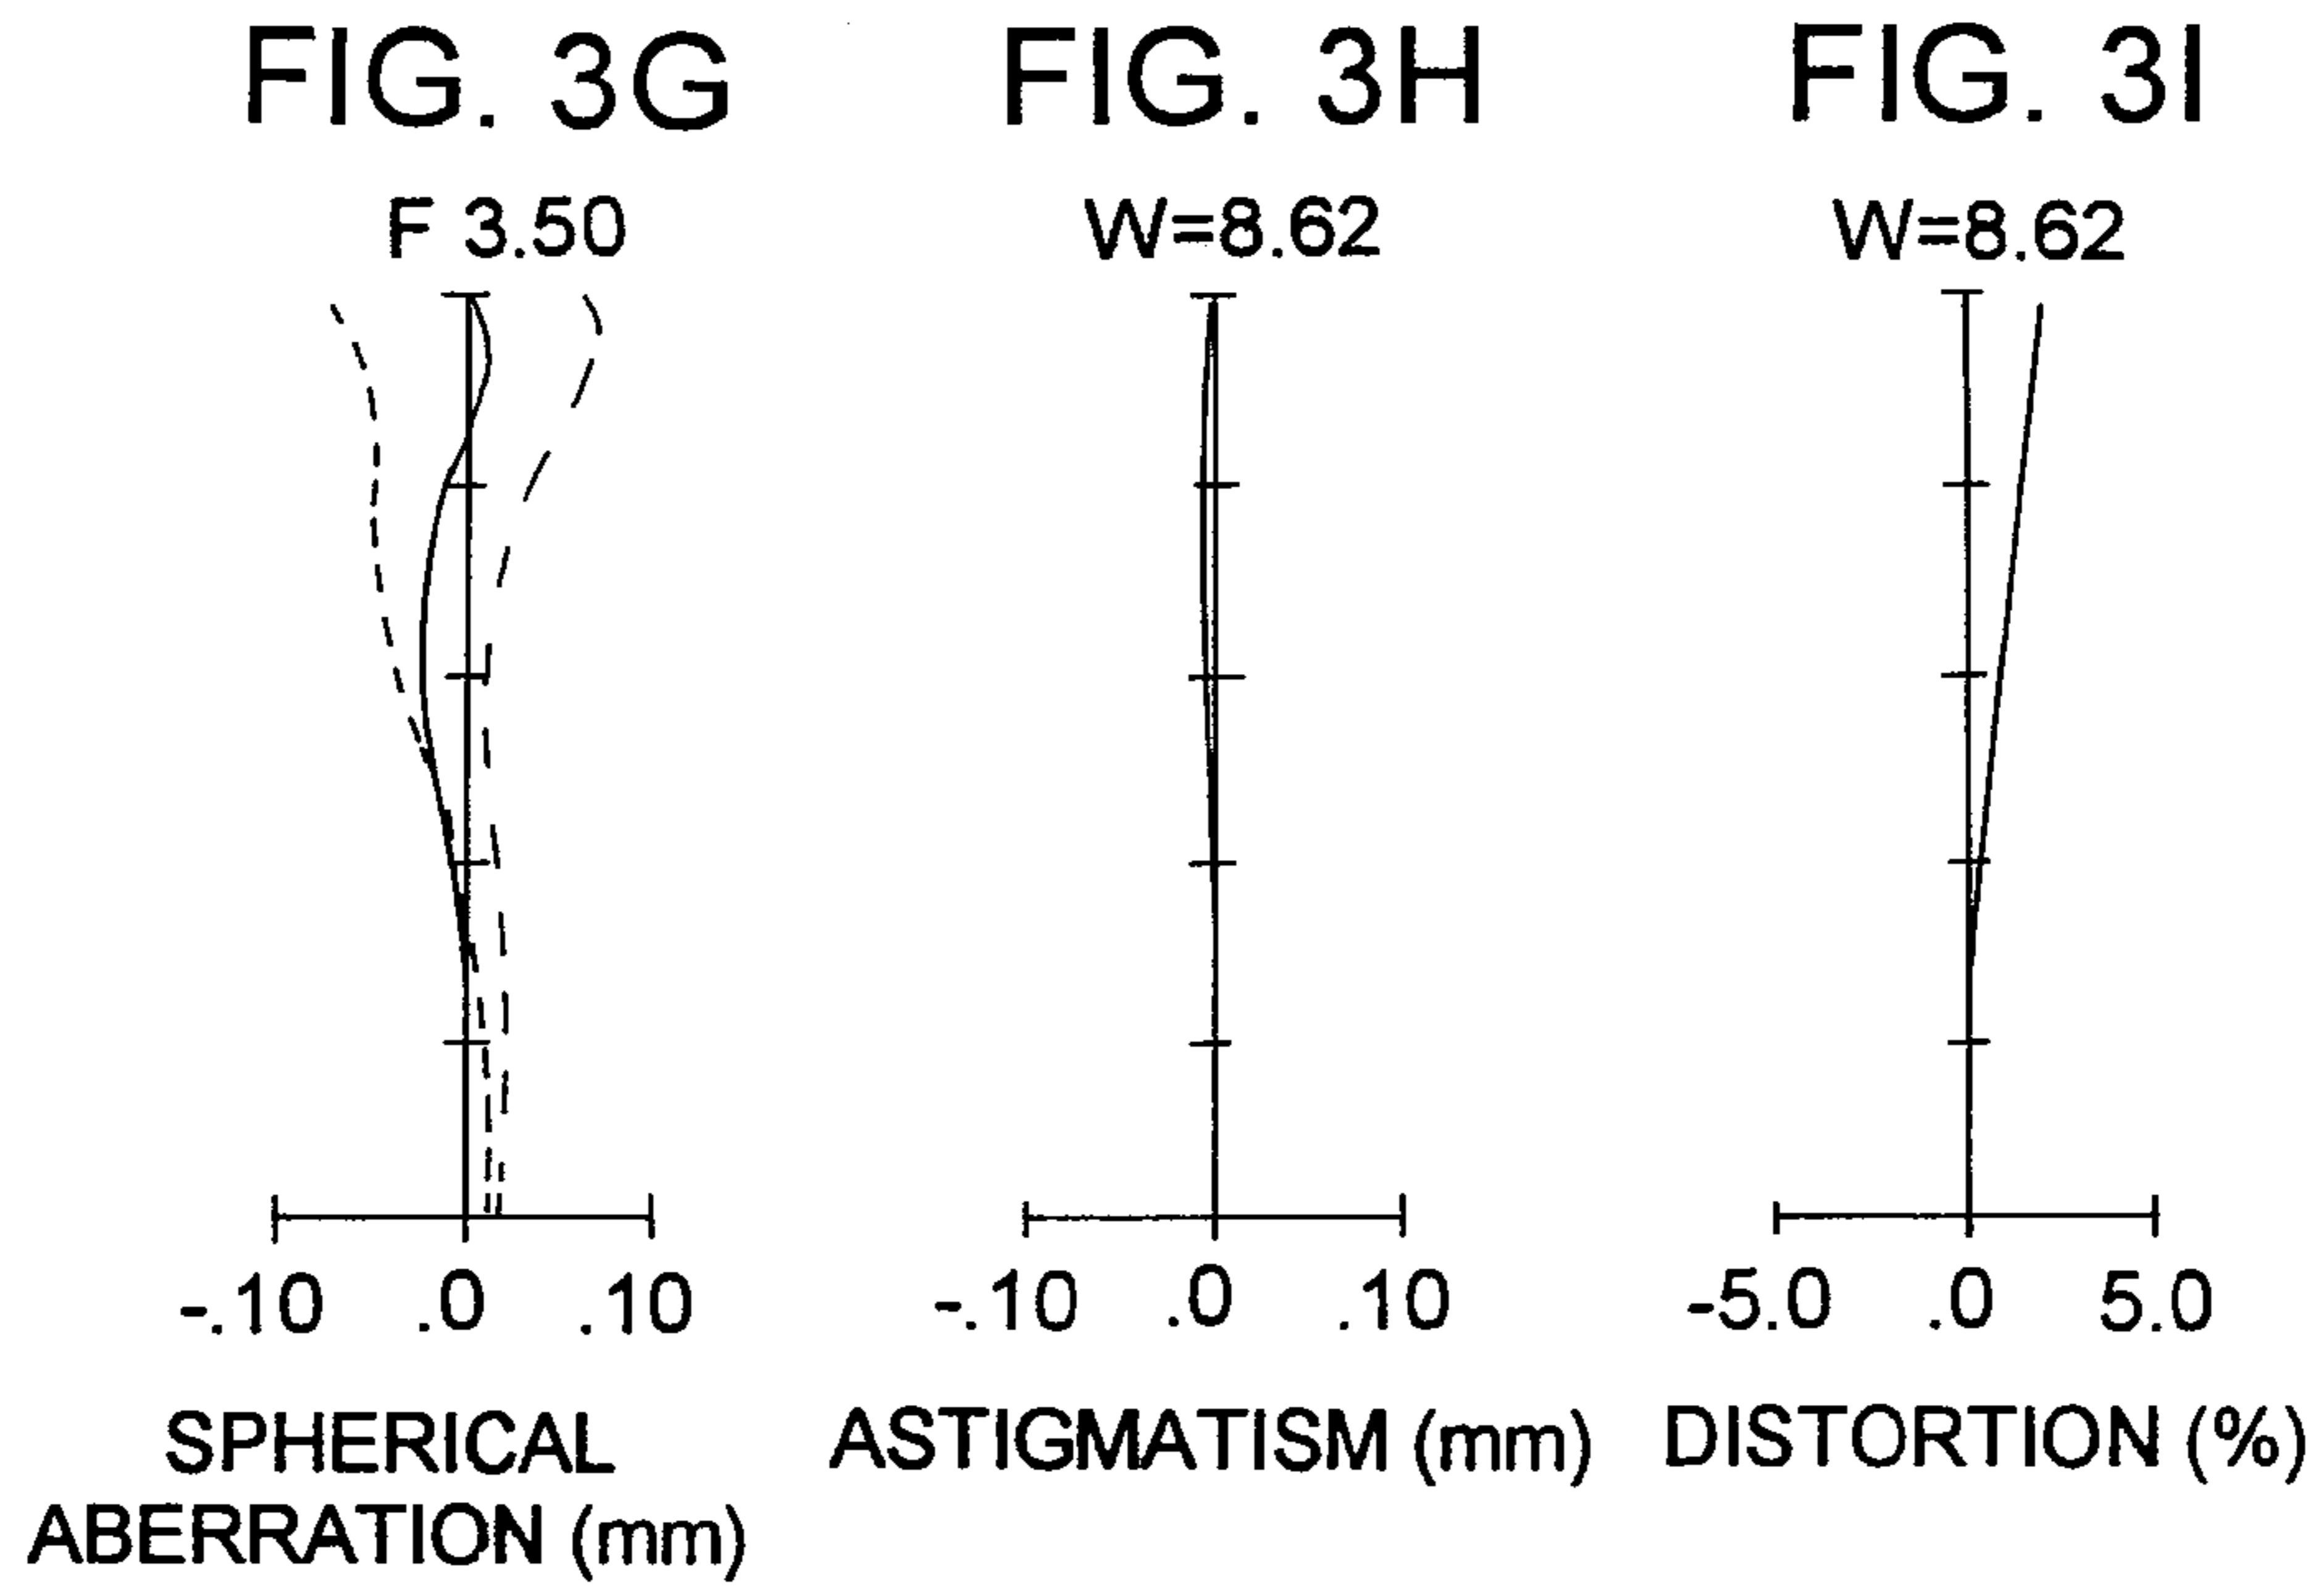 FIG. 3G FIG. 3H FIG. 3I
F 3.50 W=8.62 W=8.62
-.10 .0 .10 -.10 .0 .10 -5.0 .0 5.0
SPHERICAL ASTIGMATISM (mm) DISTORTION (%)
ABERRATION (mm)